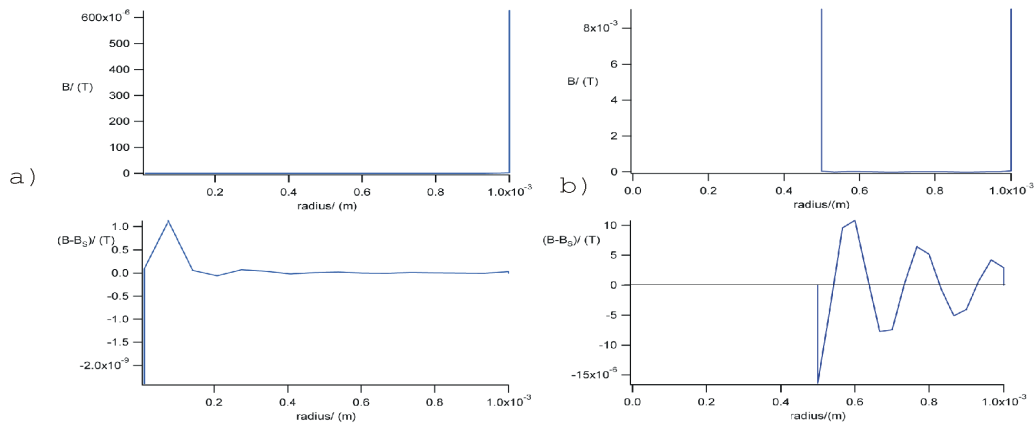 a)
600x10⁻⁶
500
400
300
200
100
0
B/ (T)
0.2 0.4 0.6 0.8 1.0x10⁻³
radius/ (m)
1.0
0.5
0.0
-0.5
-1.0
-1.5
-2.0x10⁻⁹
(B-B_S)/ (T)
0.2 0.4 0.6 0.8 1.0x10⁻³
radius/ (m)
b)
8x10⁻³
6
4
2
0
B/ (T)
0.0 0.2 0.4 0.6 0.8 1.0x10⁻³
radius/(m)
10
5
0
-5
-10
-15x10⁻⁶
(B-B_S)/ (T)
0.0 0.2 0.4 0.6 0.8 1.0x10⁻³
radius/(m)